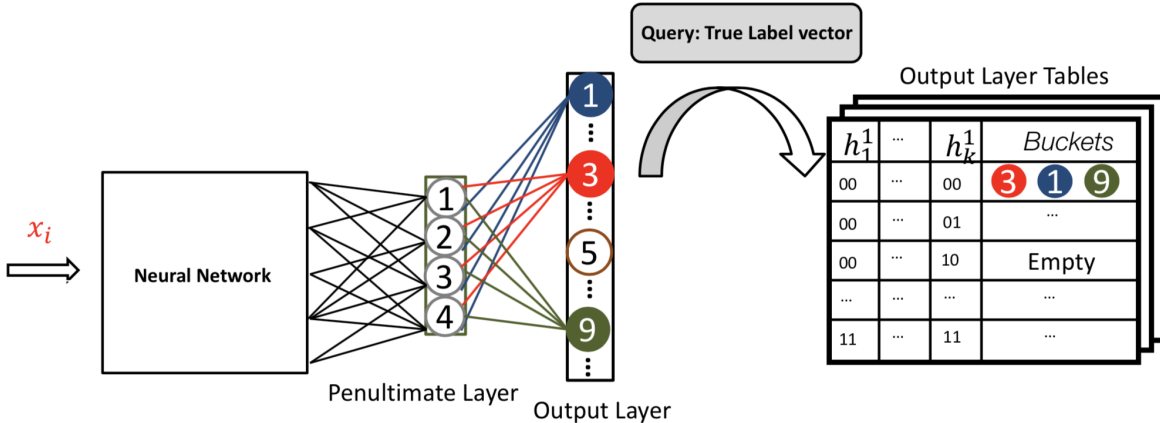 Query: True Label vector
Output Layer Tables
x_i
Neural Network
1
2
3
4
Penultimate Layer
1
...
3
...
5
...
9
...
Output Layer
h_1^1 ... h_k^1 Buckets
00 ... 00 3 1 9
00 ... 01 ...
00 ... 10 Empty
... ... ... ...
11 ... 11 ...